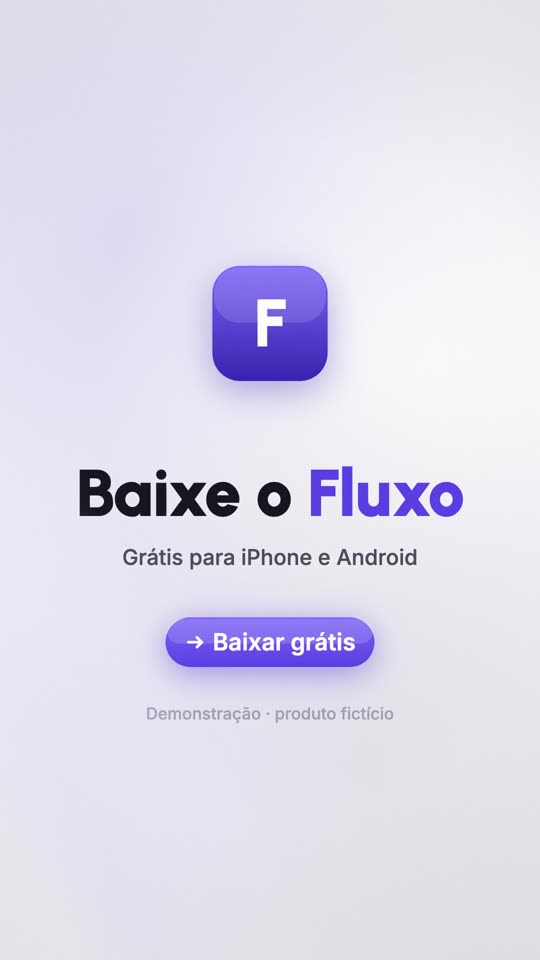 F
Baixe o Fluxo
Grátis para iPhone e Android
→ Baixar grátis
Demonstração · produto fictício